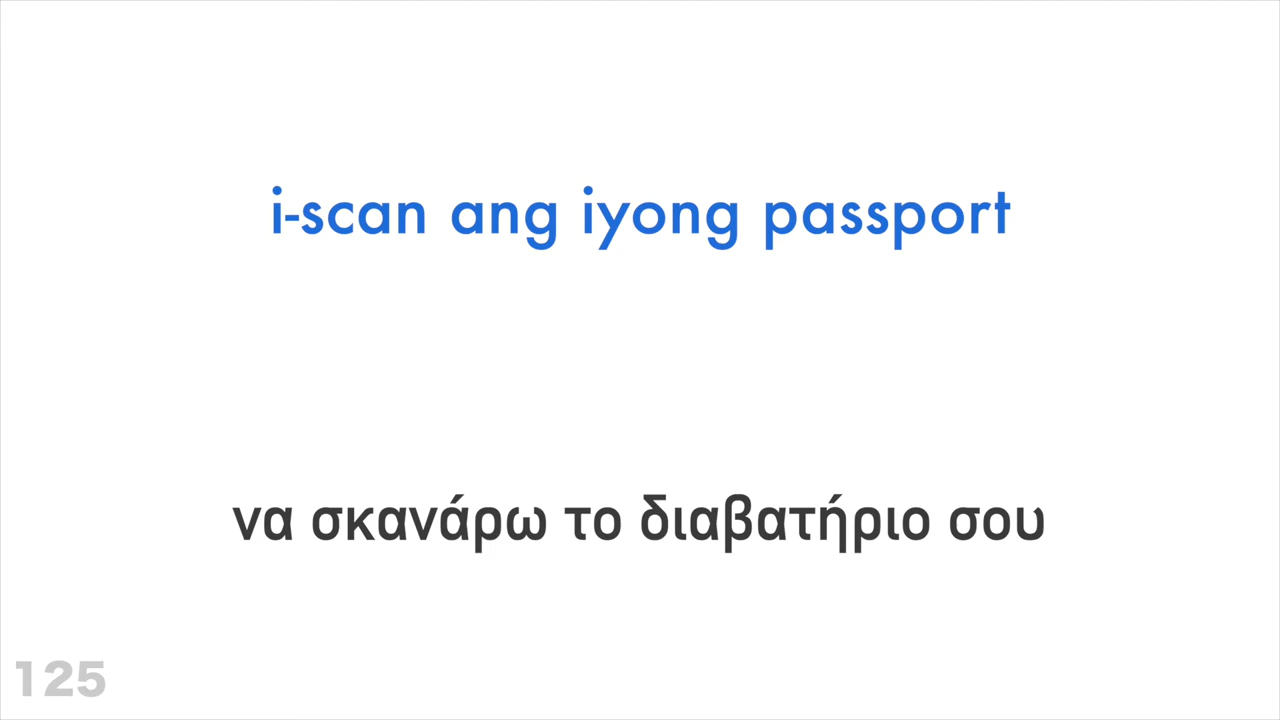 i-scan ang iyong passport
να σκανάρω το διαβατήριο σου
125